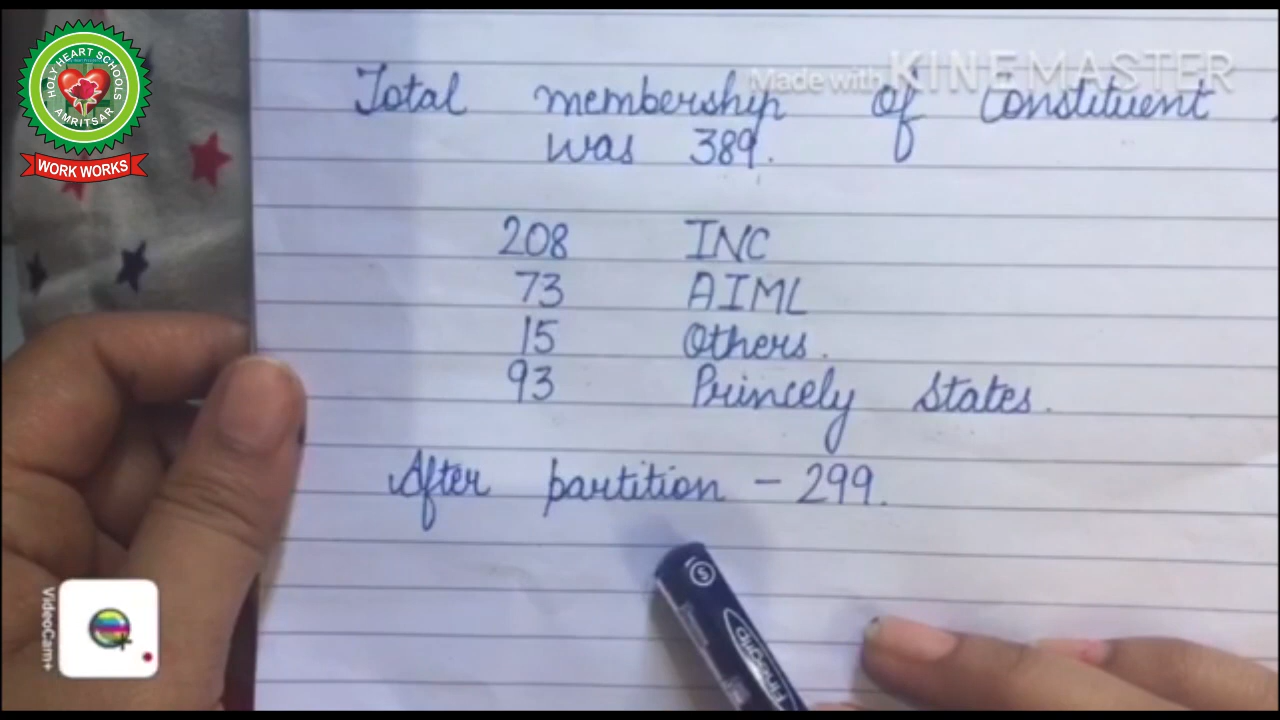 HOLY HEART SCHOOLS
AMRITSAR
WORK WORKS
Made with KINEMASTER
Total membership of Constituent
was 389.
208 INC
73 AIML
15 Others.
93 Princely States.
After partition - 299.
VideoCam+